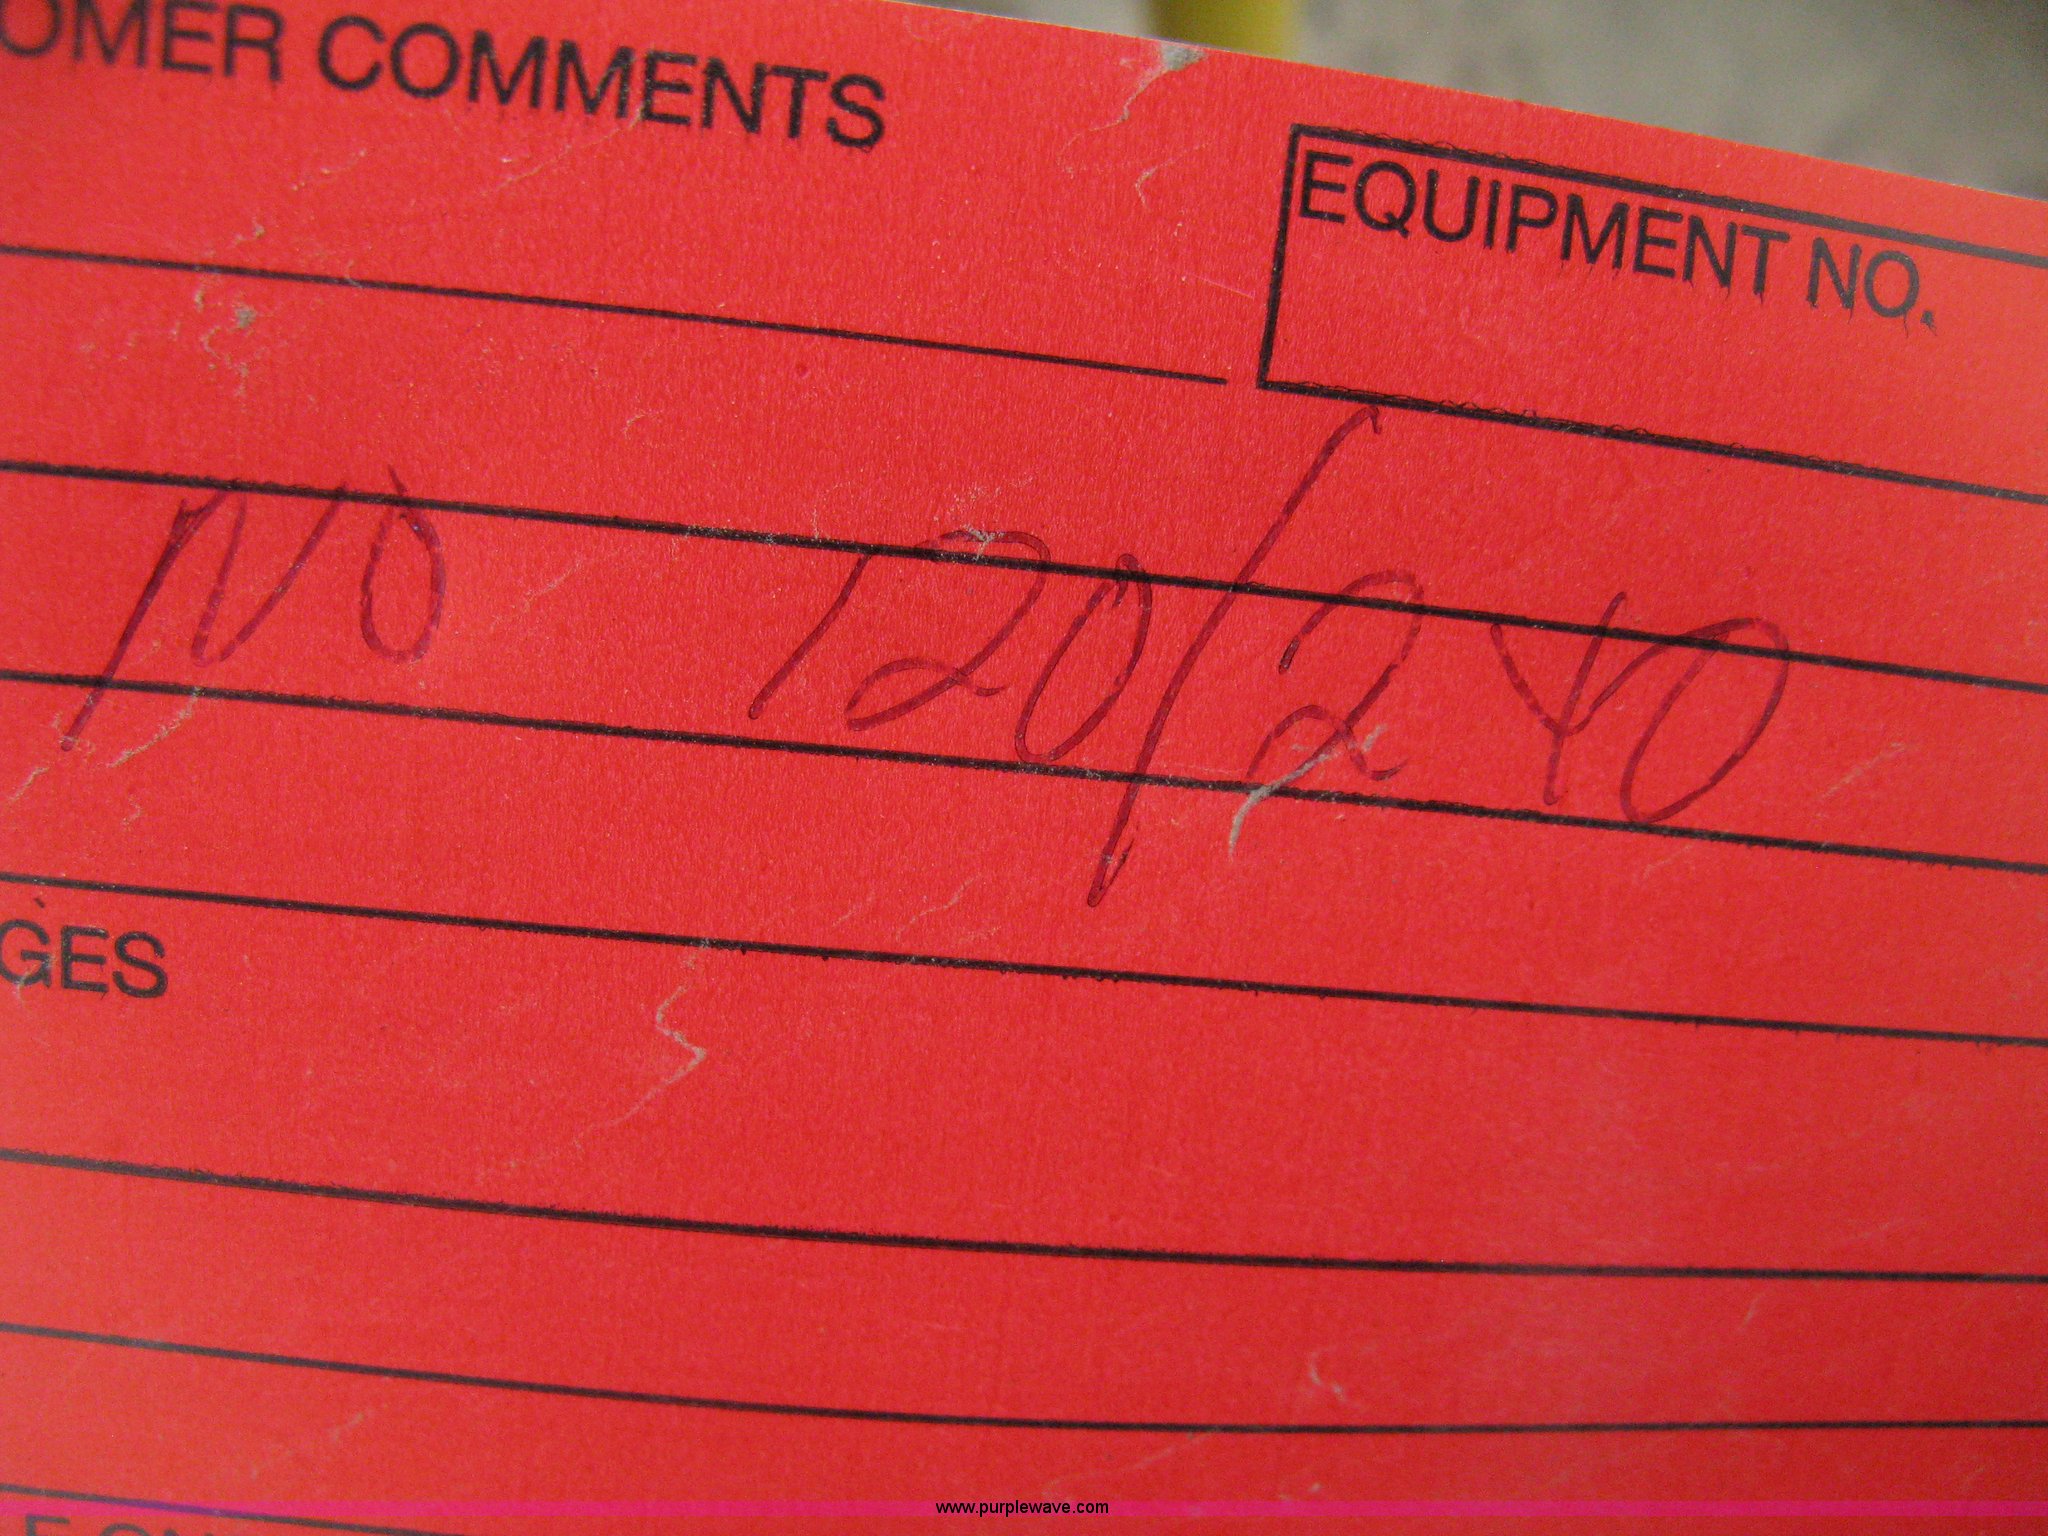 OMER COMMENTS
EQUIPMENT NO.
NO 120/240
GES
www.purplewave.com